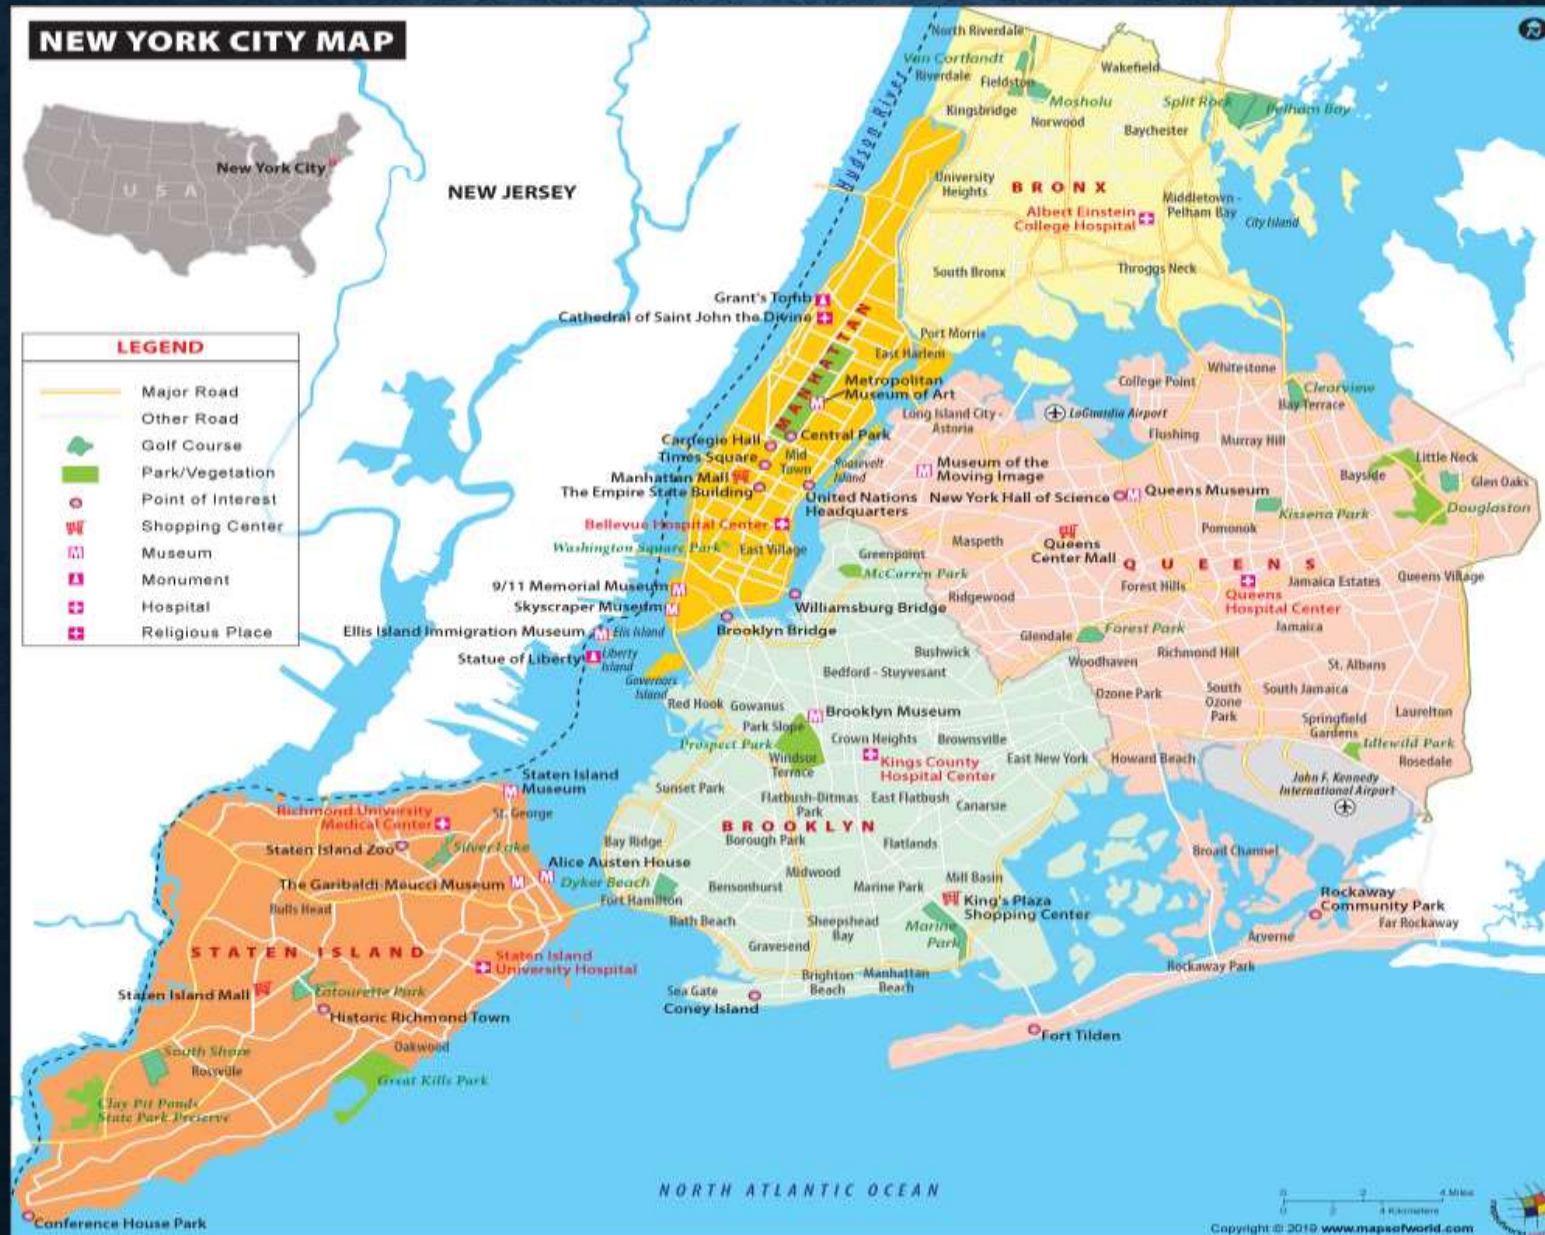 NEW YORK CITY MAP
New York City
U S A
NEW JERSEY
Hudson River
LEGEND
Major Road
Other Road
Golf Course
Park/Vegetation
Point of Interest
Shopping Center
Museum
Monument
Hospital
Religious Place
North Riverdale
Van Cortlandt
Riverdale
Fieldston
Wakefield
Kingsbridge
Mosholu
Norwood
Split Rock
Pelham Bay
Baychester
University
Heights
BRONX
Albert Einstein
College Hospital
Middletown -
Pelham Bay
City Island
South Bronx
Throggs Neck
Port Morris
Grant's Tomb
Cathedral of Saint John the Divine
MANHATTAN
East Harlem
Metropolitan
Museum of Art
Carnegie Hall
Central Park
Times Square
Mid
Town
Roosevelt
Island
Manhattan Mall
The Empire State Building
United Nations
Headquarters
Bellevue Hospital Center
Washington Square Park
East Village
9/11 Memorial Museum
Skyscraper Museum
Ellis Island Immigration Museum
Ellis Island
Statue of Liberty
Liberty
Island
Governors
Island
Williamsburg Bridge
Brooklyn Bridge
College Point
Whitestone
Clearview
Bay Terrace
Long Island City -
Astoria
LaGuardia Airport
Flushing
Murray Hill
Little Neck
Museum of the
Moving Image
Bayside
Glen Oaks
New York Hall of Science
Queens Museum
Kissena Park
Douglaston
Pomonok
Maspeth
Queens
Center Mall
QUEENS
Forest Hills
Jamaica Estates
Queens Village
Queens
Hospital Center
Ridgewood
Jamaica
Glendale
Forest Park
Woodhaven
Richmond Hill
St. Albans
Ozone Park
South
Ozone
Park
South Jamaica
Springfield
Gardens
Laurelton
Idlewild Park
Rosedale
Howard Beach
John F. Kennedy
International Airport
Broad Channel
Rockaway
Community Park
Far Rockaway
Arverne
Rockaway Park
Fort Tilden
Greenpoint
McCarren Park
Bushwick
Bedford - Stuyvesant
Red Hook
Gowanus
Brooklyn Museum
Park Slope
Prospect Park
Crown Heights
Brownsville
Windsor
Terrace
Kings County
Hospital Center
East New York
Sunset Park
Flatbush-Ditmas
Park
East Flatbush
Canarsie
BROOKLYN
Bay Ridge
Borough Park
Flatlands
Dyker Beach
Midwood
Mill Basin
Bensonhurst
Marine Park
Fort Hamilton
King's Plaza
Shopping Center
Bath Beach
Sheepshead
Bay
Marine
Park
Gravesend
Brighton
Beach
Manhattan
Beach
Sea Gate
Coney Island
Staten Island
Museum
Richmond University
Medical Center
St. George
Staten Island Zoo
Silver Lake
Alice Austen House
The Garibaldi-Meucci Museum
Bulls Head
STATEN ISLAND
Staten Island
University Hospital
Staten Island Mall
Latourette Park
Historic Richmond Town
Oakwood
South Shore
Rossville
Great Kills Park
Clay Pit Ponds
State Park Preserve
Conference House Park
NORTH ATLANTIC OCEAN
0 2 4 Miles
0 2 4 Kilometers
Copyright © 2019 www.mapsofworld.com